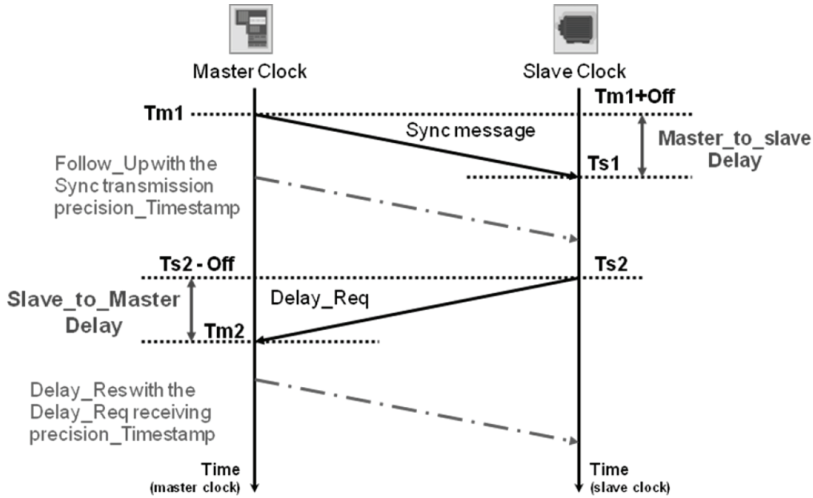 Master Clock
Slave Clock
Tm1
Tm1+Off
Sync message
Master_to_slave
Delay
Follow_Up with the
Sync transmission
precision_Timestamp
Ts1
Ts2 - Off
Ts2
Slave_to_Master
Delay
Delay_Req
Tm2
Delay_Res with the
Delay_Req receiving
precision_Timestamp
Time
(master clock)
Time
(slave clock)